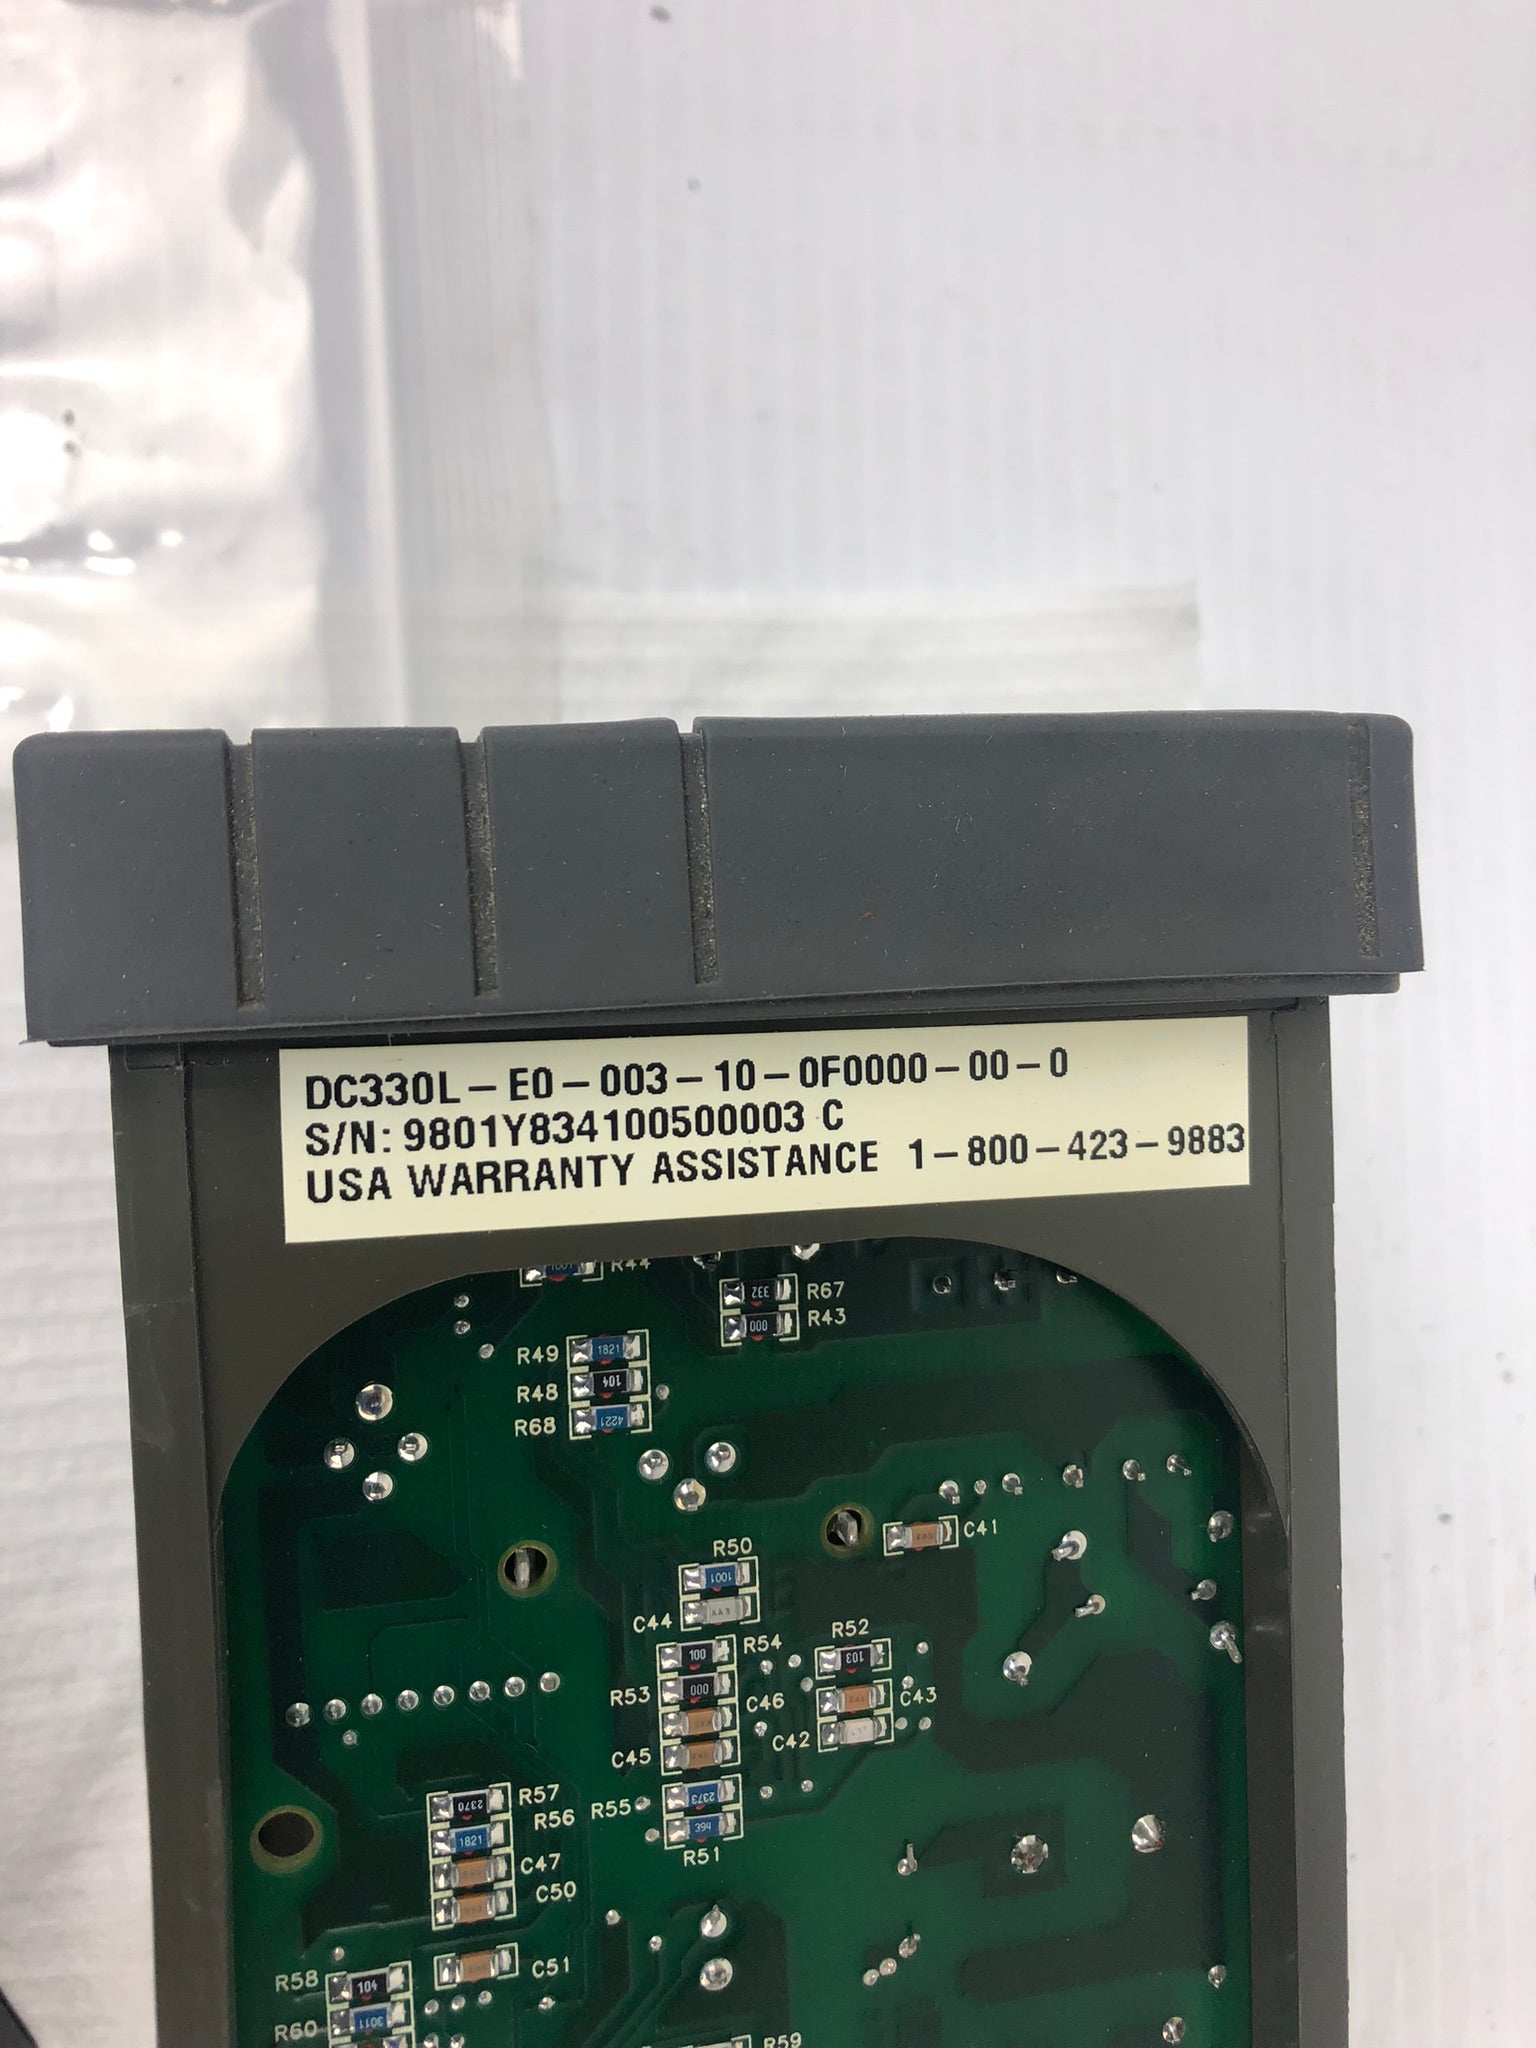 DC330L-E0-003-10-0F0000-00-0
S/N: 9801Y834100500003 C
USA WARRANTY ASSISTANCE 1-800-423-9883
1001 R44
332 R67
000 R43
R49 1821
R48 104
R68 4221
C41
R50
1001
C44
R52
100 R54
103
R53 000
C46
C43
C42
C45
R57
2370
R56
R55 2373
1821
394
R51
C47
C50
C51
R58 104
R60 3011
R59